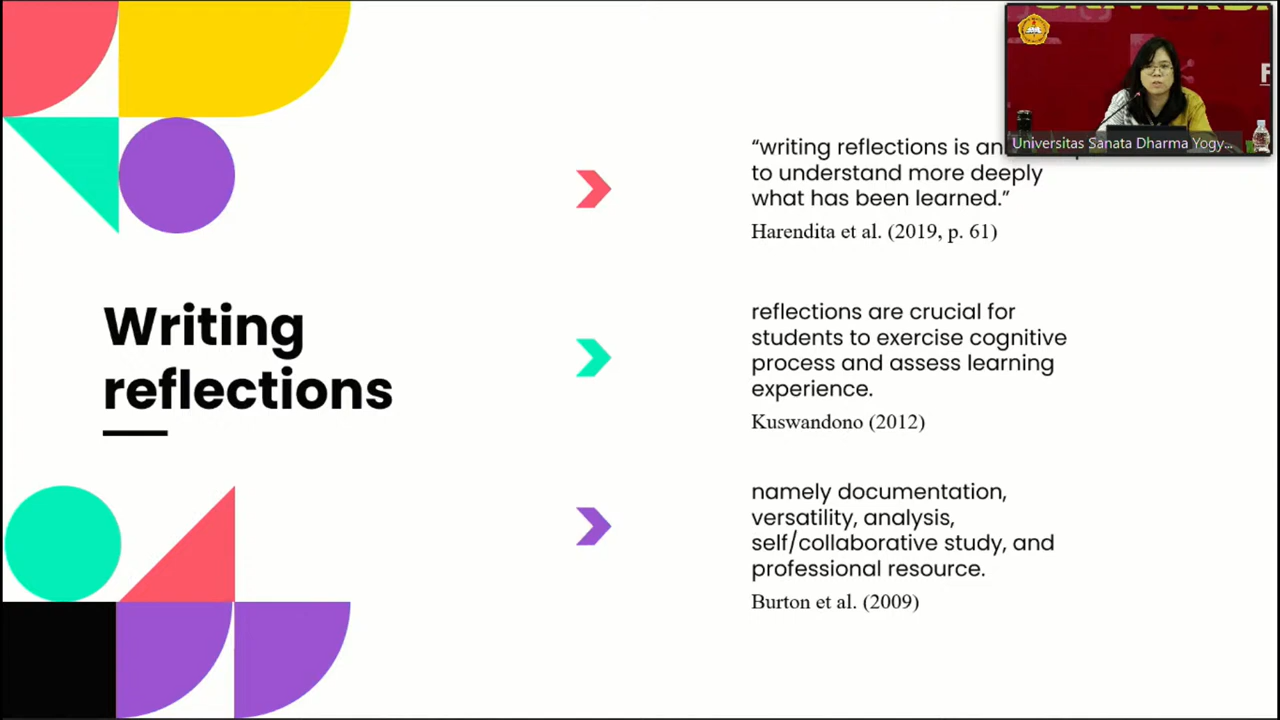 Writing
reflections
“writing reflections is an
to understand more deeply
what has been learned.”
Harendita et al. (2019, p. 61)
reflections are crucial for
students to exercise cognitive
process and assess learning
experience.
Kuswandono (2012)
namely documentation,
versatility, analysis,
self/collaborative study, and
professional resource.
Burton et al. (2009)
Universitas Sanata Dharma Yogy...